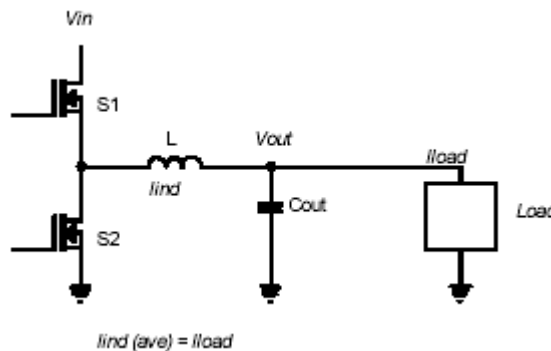 Vin
S1
L
Vout
Iload
Iind
Cout
Load
S2
Iind (ave) = Iload